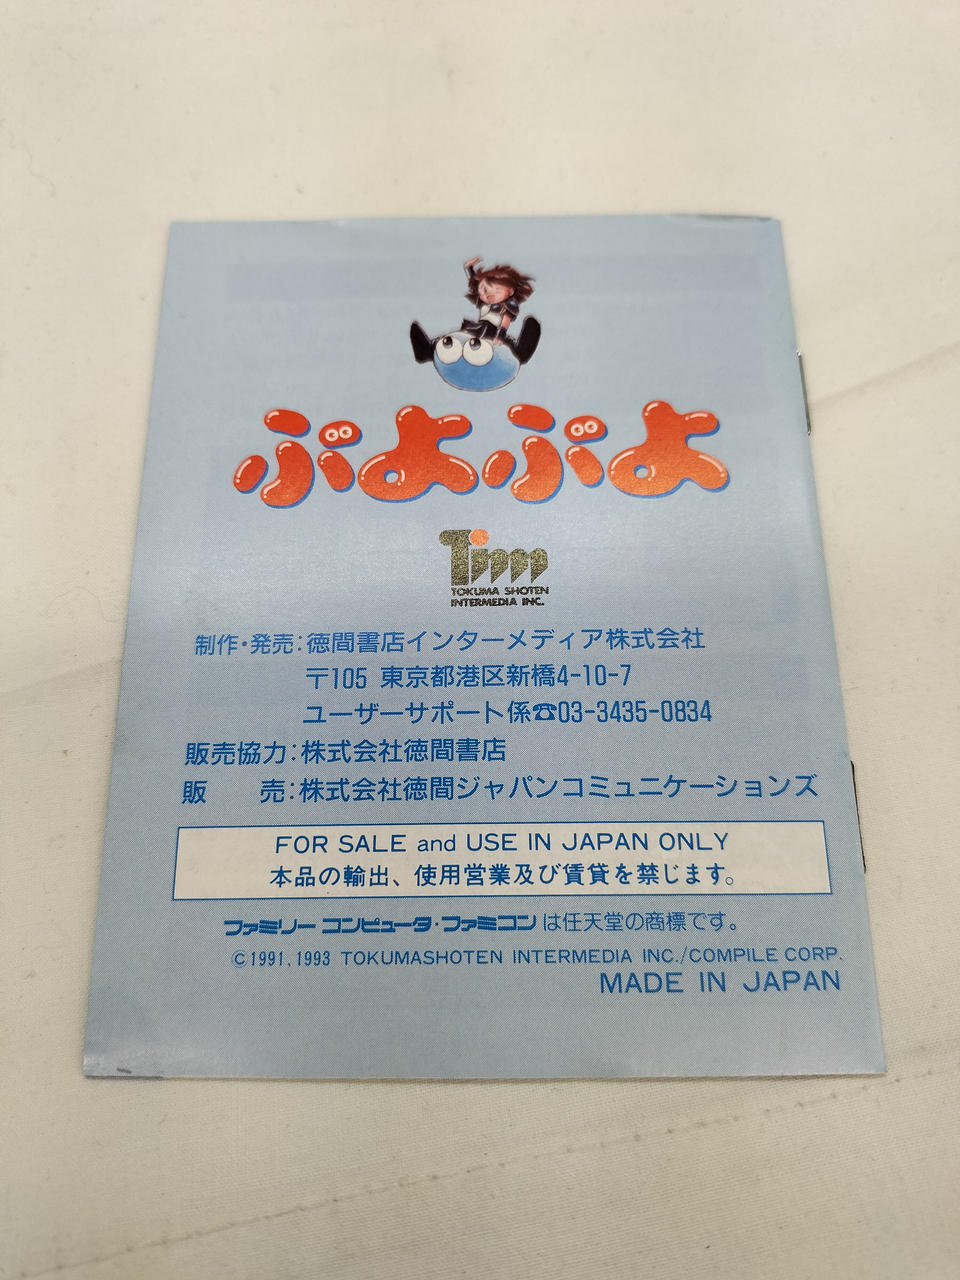 ぷよぷよ
Tim
TOKUMA SHOTEN
INTERMEDIA INC.
制作・発売:徳間書店インターメディア株式会社
〒105 東京都港区新橋4-10-7
ユーザーサポート係☎03-3435-0834
販売協力:株式会社徳間書店
販　　売:株式会社徳間ジャパンコミュニケーションズ
FOR SALE and USE IN JAPAN ONLY
本品の輸出、使用営業及び賃貸を禁じます。
ファミリーコンピュータ・ファミコンは任天堂の商標です。
©1991,1993 TOKUMASHOTEN INTERMEDIA INC./COMPILE CORP.
MADE IN JAPAN